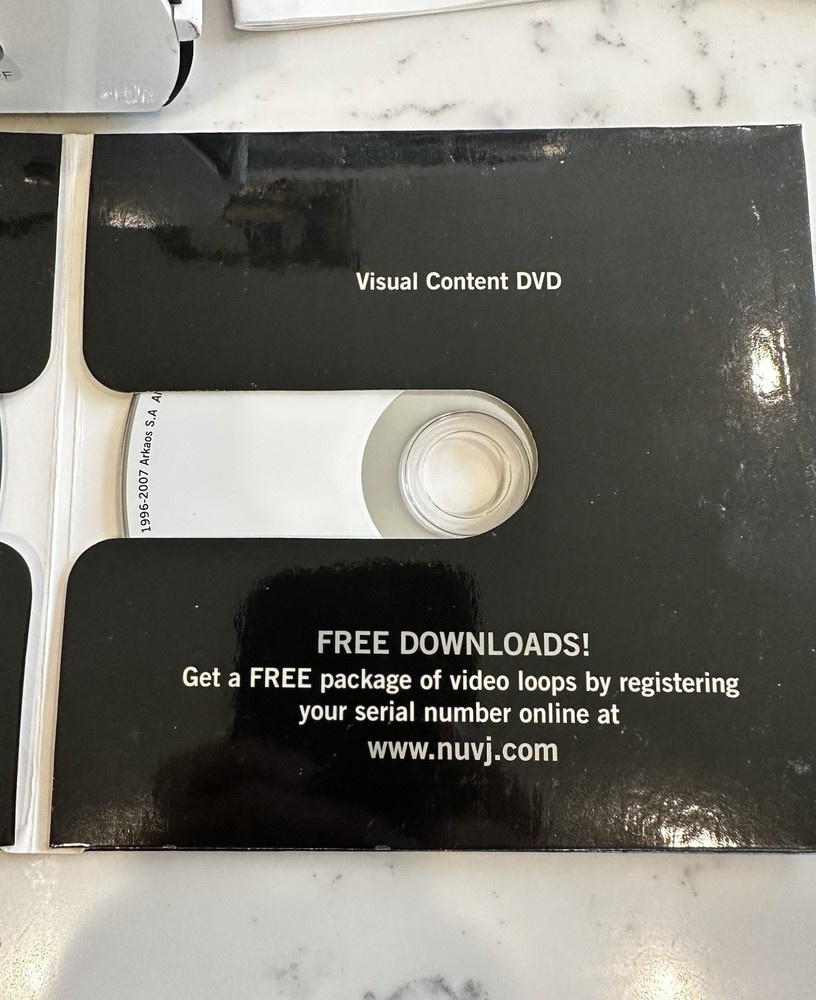 Visual Content DVD
1996-2007 Arkaos S.A
FREE DOWNLOADS!
Get a FREE package of video loops by registering
your serial number online at
www.nuvj.com